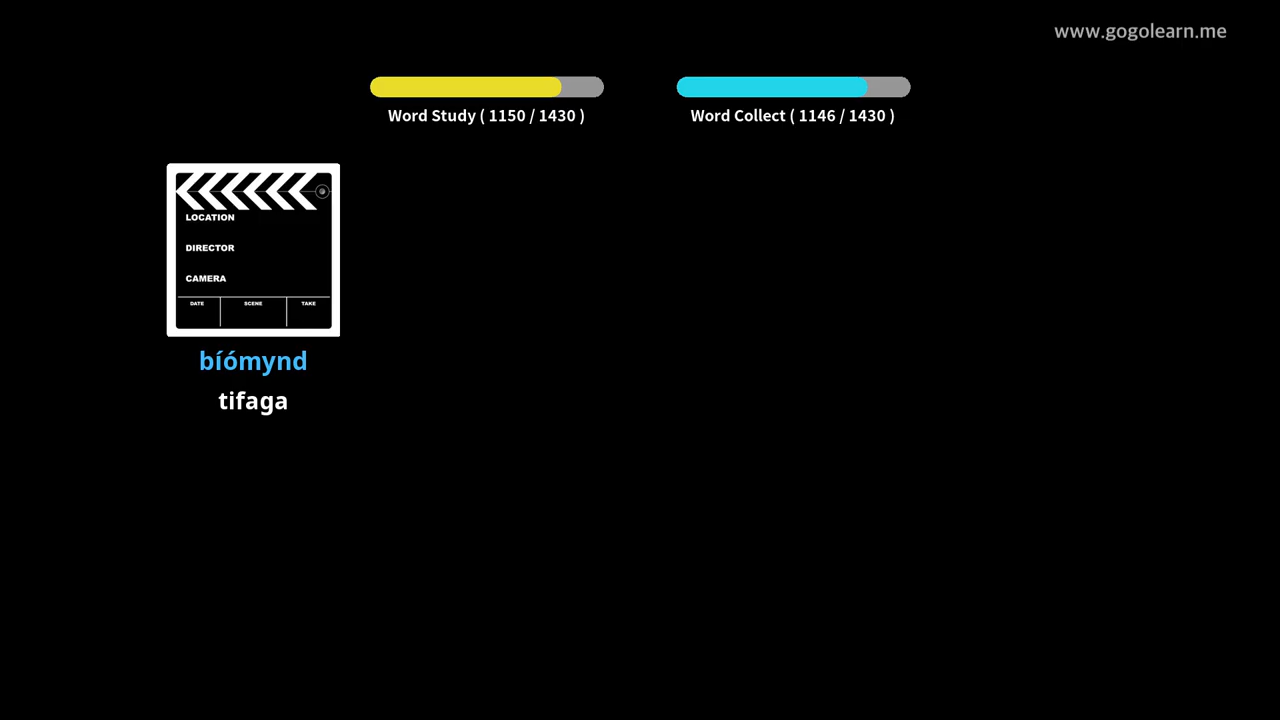 www.gogolearn.me
Word Study ( 1150 / 1430 )
Word Collect ( 1146 / 1430 )
LOCATION
DIRECTOR
CAMERA
DATE SCENE TAKE
bíómynd
tifaga